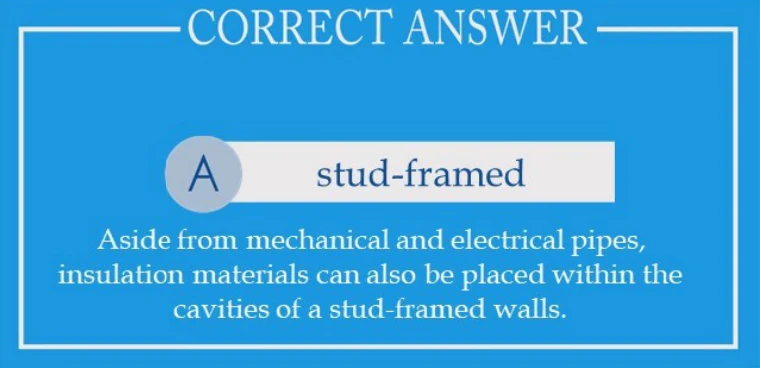 CORRECT ANSWER
A stud-framed
Aside from mechanical and electrical pipes,
insulation materials can also be placed within the
cavities of a stud-framed walls.